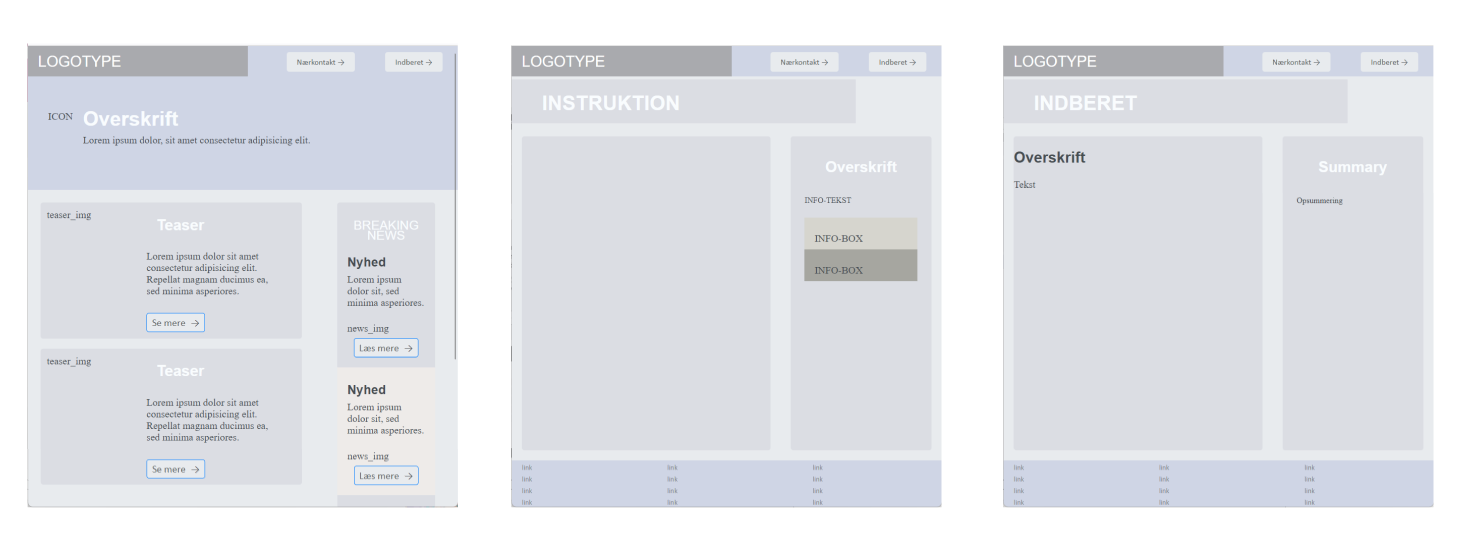 LOGOTYPE
Nærkontakt →
Indberet →
ICON
Overskrift
Lorem ipsum dolor, sit amet consectetur adipisicing elit.
teaser_img
Teaser
Lorem ipsum dolor sit amet
consectetur adipisicing elit.
Repellat magnam ducimus ea,
sed minima asperiores.
Se mere →
teaser_img
Teaser
Lorem ipsum dolor sit amet
consectetur adipisicing elit.
Repellat magnam ducimus ea,
sed minima asperiores.
Se mere →
BREAKING
NEWS
Nyhed
Lorem ipsum
dolor sit, sed
minima asperiores.
news_img
Læs mere →
Nyhed
Lorem ipsum
dolor sit, sed
minima asperiores.
news_img
Læs mere →
LOGOTYPE
Nærkontakt →
Indberet →
INSTRUKTION
Overskrift
INFO-TEKST
INFO-BOX
INFO-BOX
link link link
link link link
link link link
link link link
LOGOTYPE
Nærkontakt →
Indberet →
INDBERET
Overskrift
Tekst
Summary
Opsummering
link link link
link link link
link link link
link link link